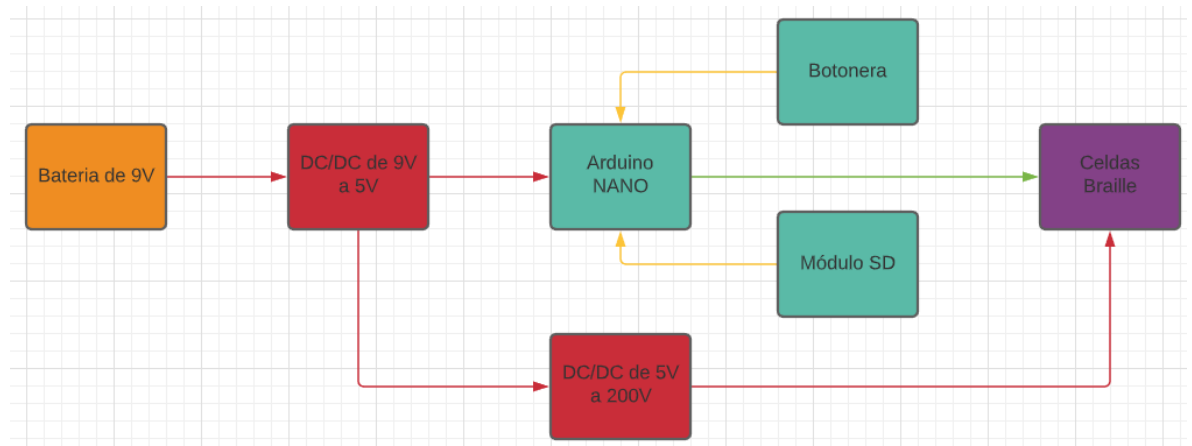 Botonera
Bateria de 9V
DC/DC de 9V
a 5V
Arduino
NANO
Celdas
Braille
Módulo SD
DC/DC de 5V
a 200V